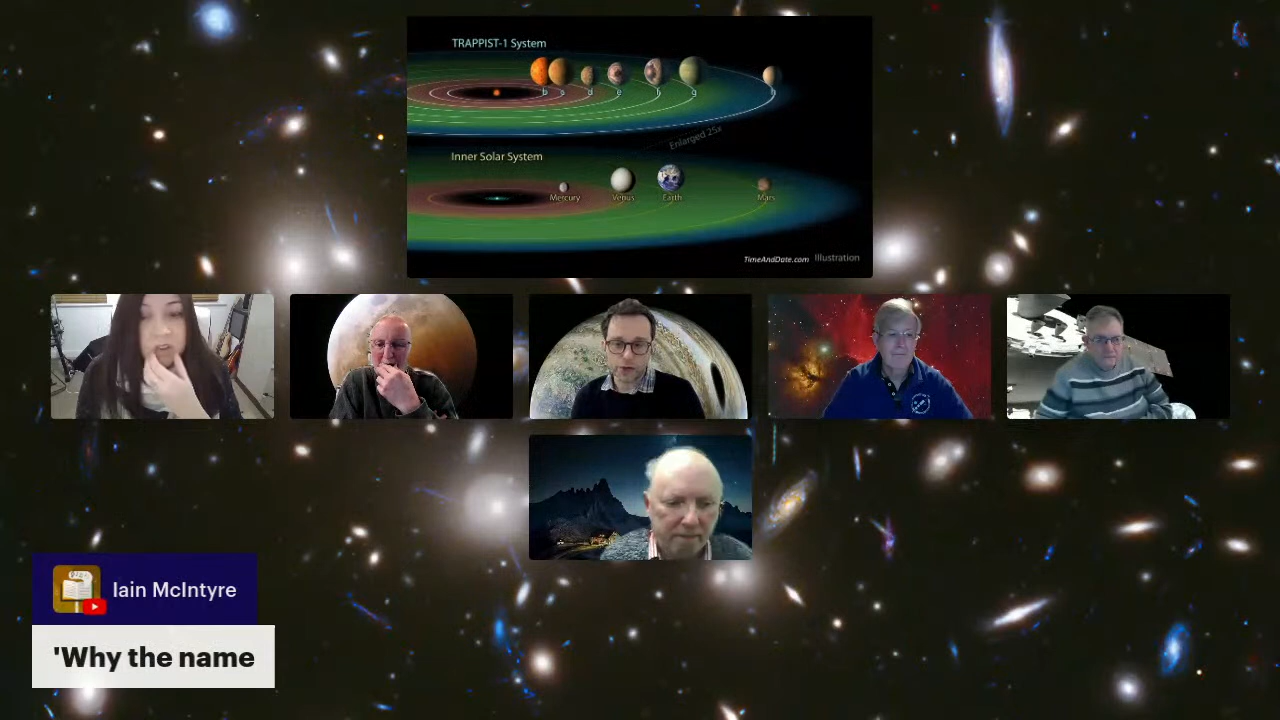 TRAPPIST-1 System
b c d e f g h
Enlarged 25x
Inner Solar System
Mercury Venus Earth Mars
TimeAndDate.com Illustration
Iain McIntyre
'Why the name